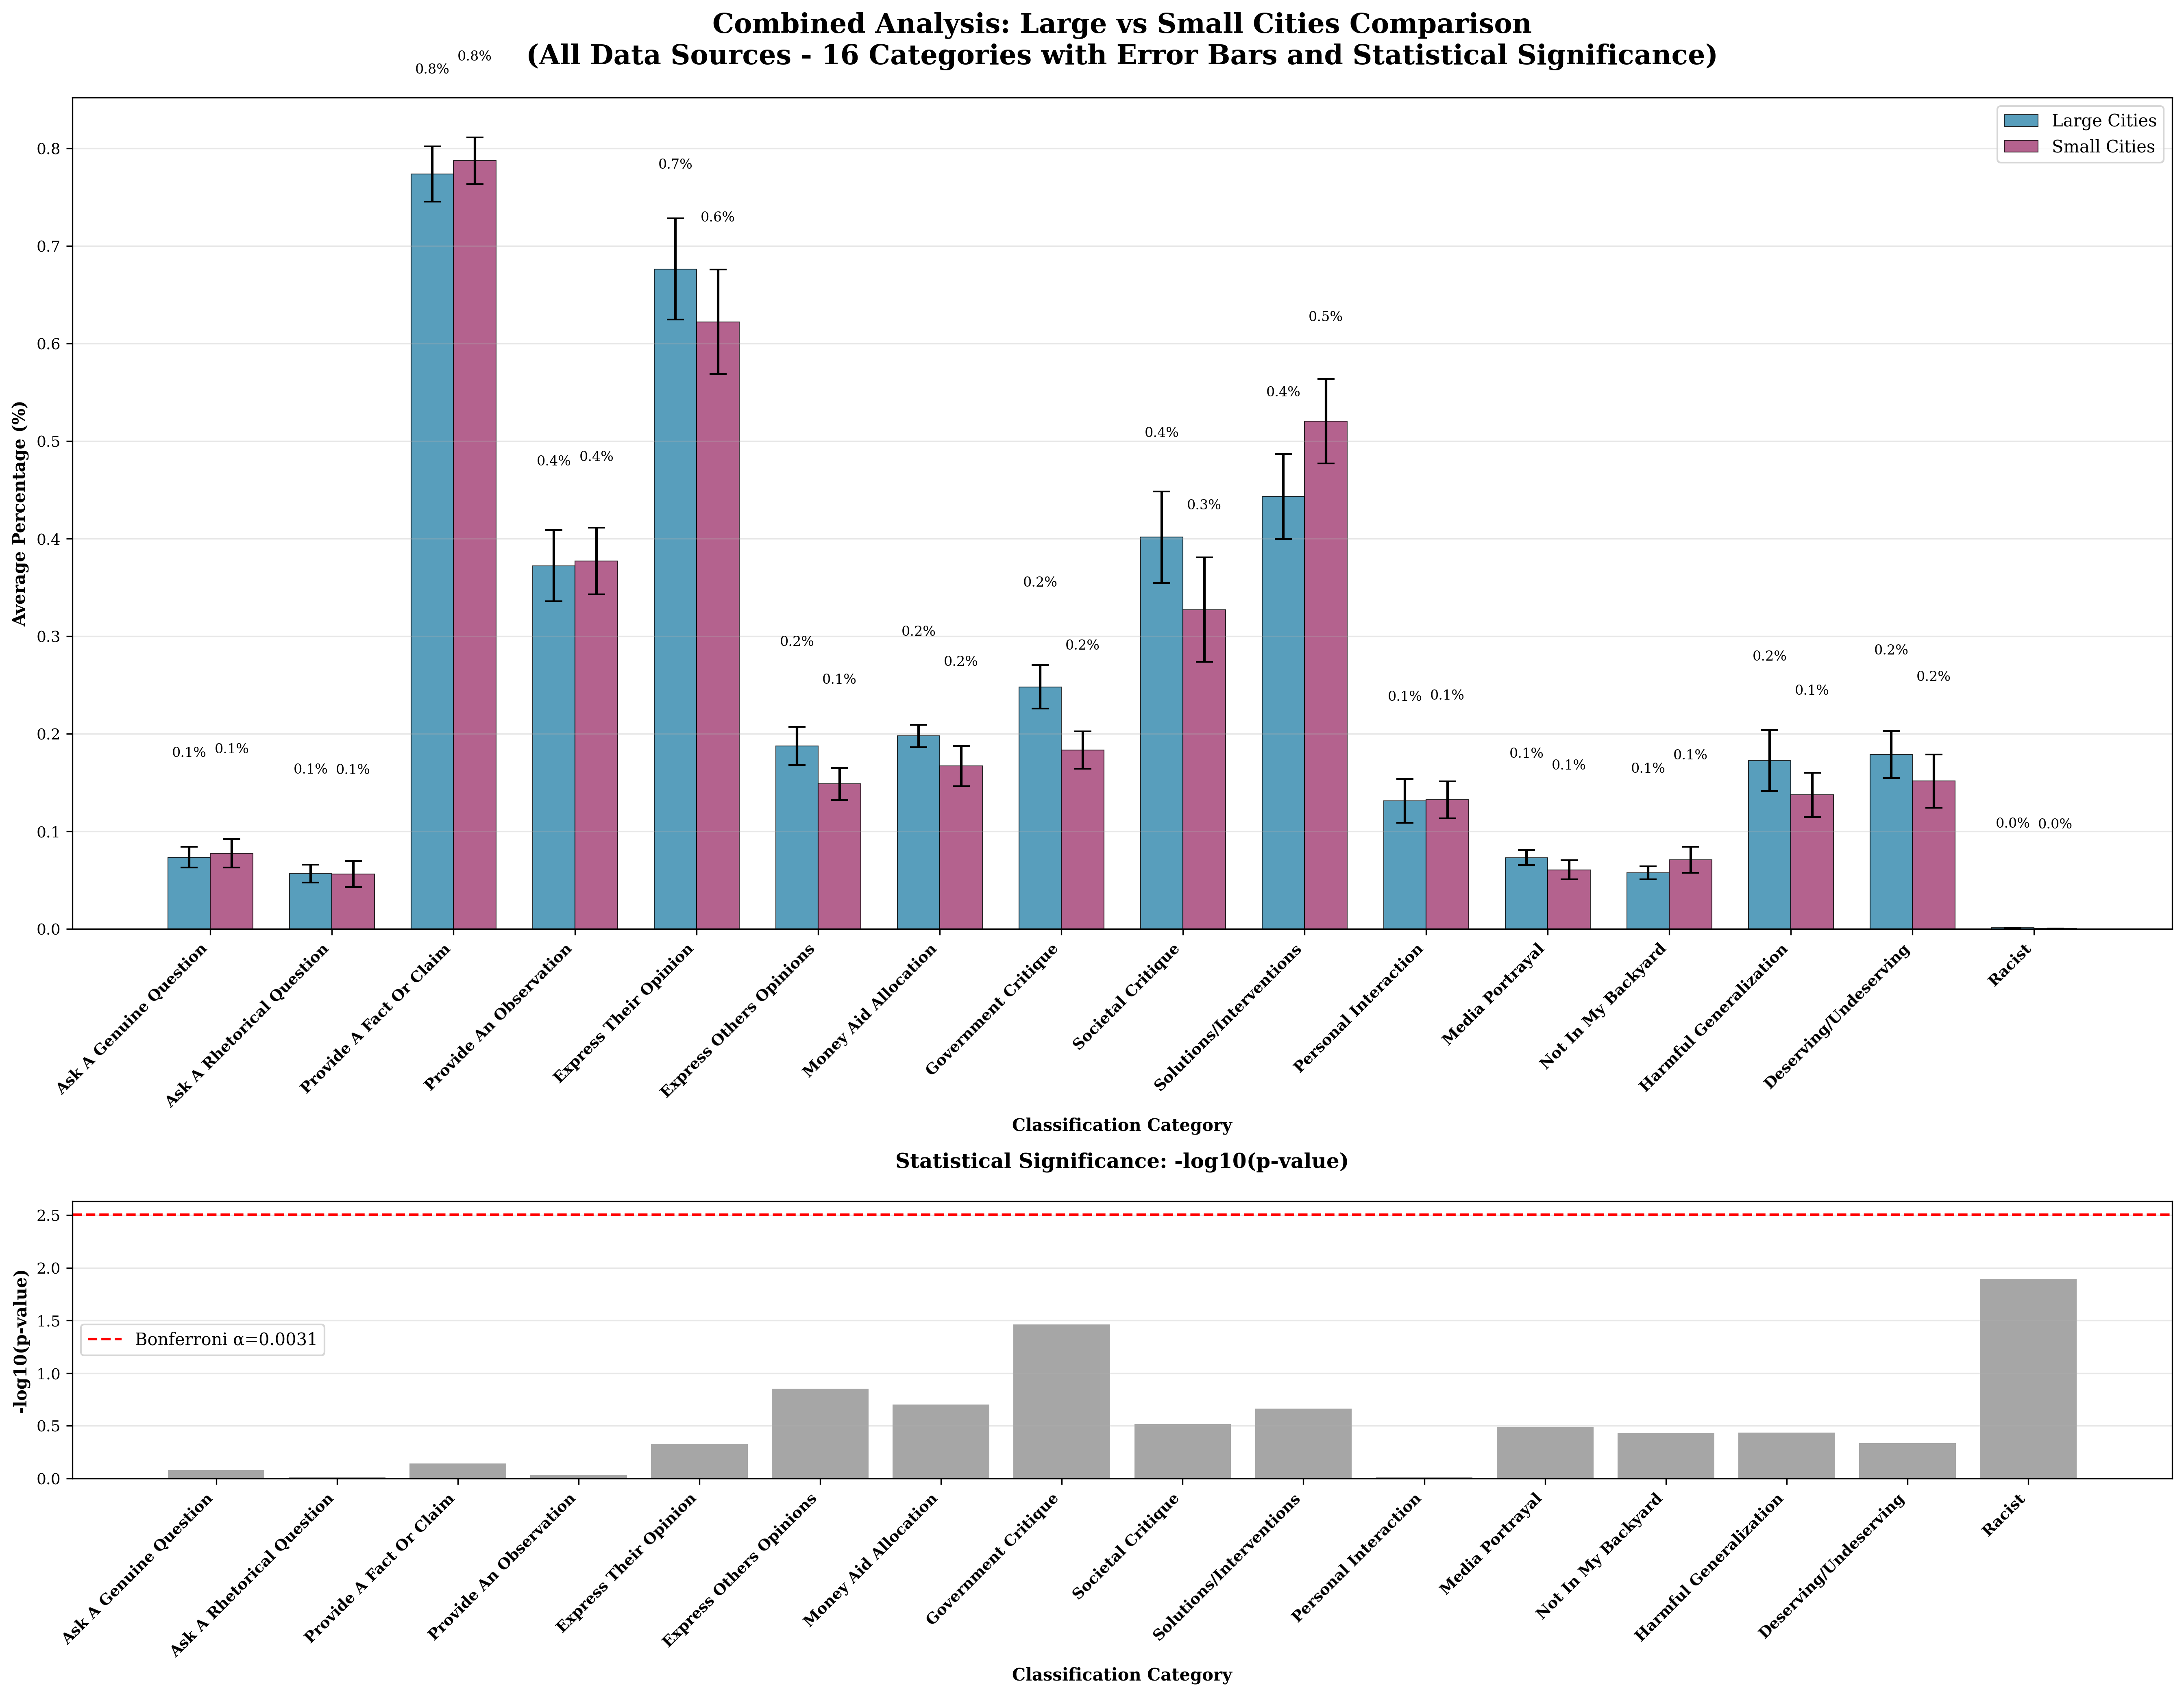 Combined Analysis: Large vs Small Cities Comparison
(All Data Sources - 16 Categories with Error Bars and Statistical Significance)
0.8%
0.8%
Large Cities
Small Cities
Average Percentage (%)
0.8
0.7
0.6
0.5
0.4
0.3
0.2
0.1
0.0
0.1%
0.1%
0.1%
0.1%
0.4%
0.4%
0.7%
0.6%
0.2%
0.1%
0.2%
0.2%
0.2%
0.2%
0.4%
0.3%
0.4%
0.5%
0.1%
0.1%
0.1%
0.1%
0.1%
0.1%
0.2%
0.1%
0.2%
0.2%
0.0%
0.0%
Ask A Genuine Question
Ask A Rhetorical Question
Provide A Fact Or Claim
Provide An Observation
Express Their Opinion
Express Others Opinions
Money Aid Allocation
Government Critique
Societal Critique
Solutions/Interventions
Personal Interaction
Media Portrayal
Not In My Backyard
Harmful Generalization
Deserving/Undeserving
Racist
Classification Category
Statistical Significance: -log10(p-value)
-log10(p-value)
2.5
2.0
1.5
1.0
0.5
0.0
Bonferroni α=0.0031
Ask A Genuine Question
Ask A Rhetorical Question
Provide A Fact Or Claim
Provide An Observation
Express Their Opinion
Express Others Opinions
Money Aid Allocation
Government Critique
Societal Critique
Solutions/Interventions
Personal Interaction
Media Portrayal
Not In My Backyard
Harmful Generalization
Deserving/Undeserving
Racist
Classification Category